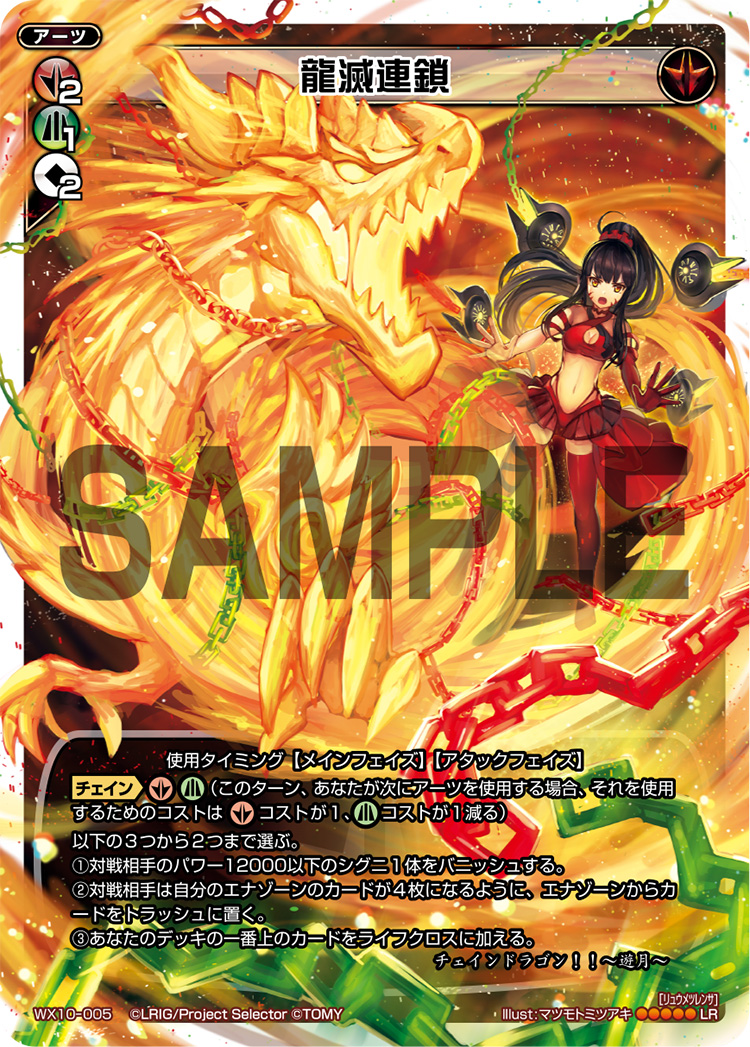 アーツ
龍滅連鎖
2
1
2
SAMPLE
使用タイミング【メインフェイズ】【アタックフェイズ】
チェイン (このターン、あなたが次にアーツを使用する場合、それを使用
するためのコストは コストが1、 コストが1減る)
以下の3つから2つまで選ぶ。
①対戦相手のパワー12000以下のシグニ1体をバニッシュする。
②対戦相手は自分のエナゾーンのカードが4枚になるように、エナゾーンからカ
ードをトラッシュに置く。
③あなたのデッキの一番上のカードをライフクロスに加える。
チェインドラゴン!!～遊月～
[リュウメツレンサ]
WX10-005 ©LRIG/Project Selector ©TOMY Illust:マツモトミツアキ LR